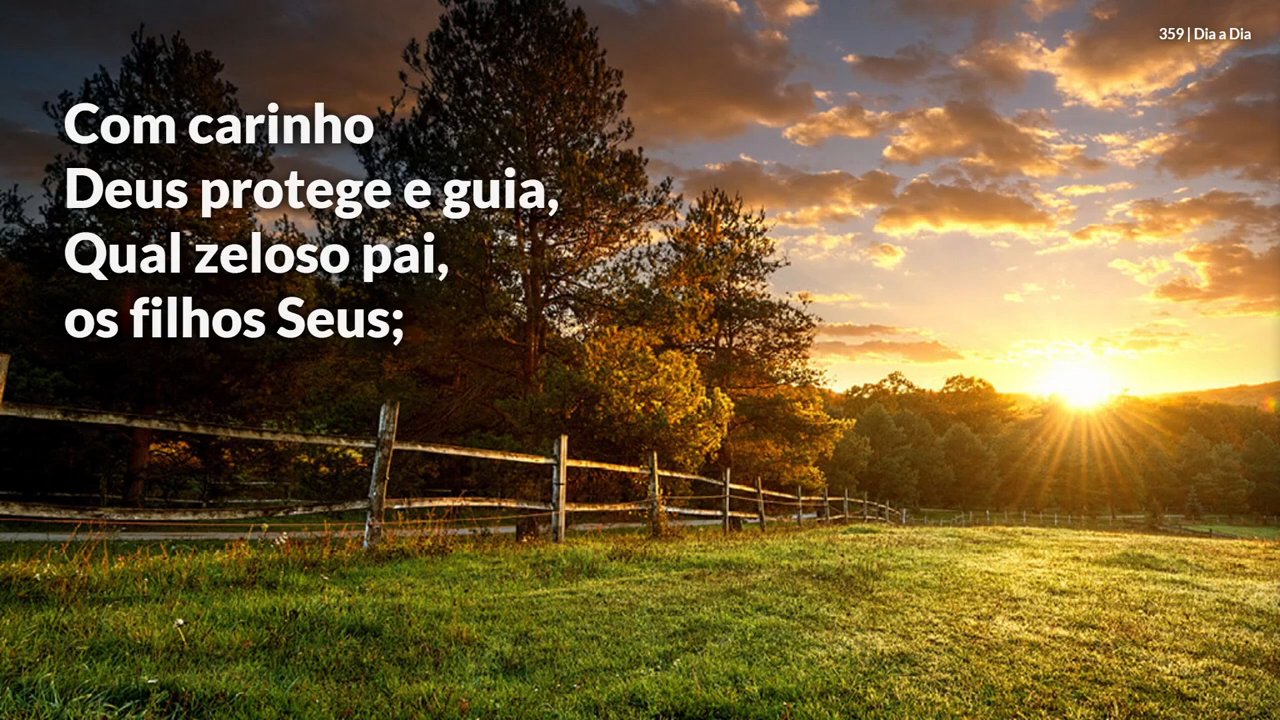 359 | Dia a Dia
Com carinho
Deus protege e guia,
Qual zeloso pai,
os filhos Seus;